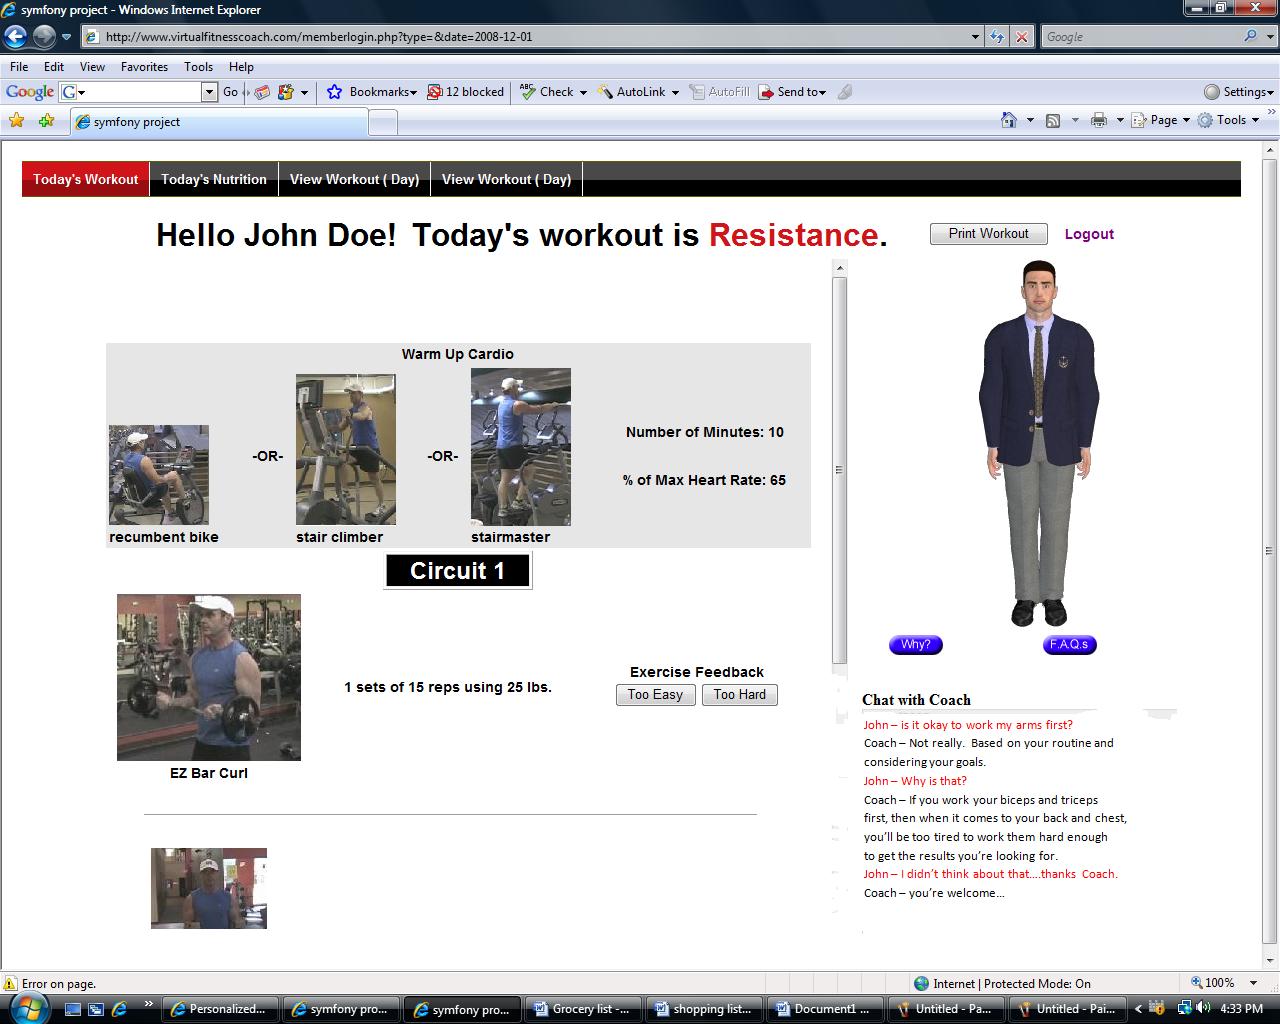 symfony project - Windows Internet Explorer
http://www.virtualfitnesscoach.com/memberlogin.php?type=&date=2008-12-01
Google
File Edit View Favorites Tools Help
Google G Go Bookmarks 12 blocked ABC Check AutoLink AutoFill Send to Settings
symfony project
Page Tools
Today's Workout Today's Nutrition View Workout ( Day) View Workout ( Day)
Hello John Doe! Today's workout is Resistance.
Print Workout Logout
Warm Up Cardio
Number of Minutes: 10
-OR- -OR-
% of Max Heart Rate: 65
recumbent bike stair climber stairmaster
Circuit 1
1 sets of 15 reps using 25 lbs.
Exercise Feedback
Too Easy Too Hard
EZ Bar Curl
Why? F.A.Q.s
Chat with Coach
John – is it okay to work my arms first?
Coach – Not really. Based on your routine and
considering your goals.
John – Why is that?
Coach – If you work your biceps and triceps
first, then when it comes to your back and chest,
you'll be too tired to work them hard enough
to get the results you're looking for.
John – I didn't think about that....thanks Coach.
Coach – you're welcome...
Error on page. Internet | Protected Mode: On 100%
Personalized... symfony pro... symfony pro... Grocery list -... shopping list... Document1 ... Untitled - Pa... Untitled - Pai... 4:33 PM